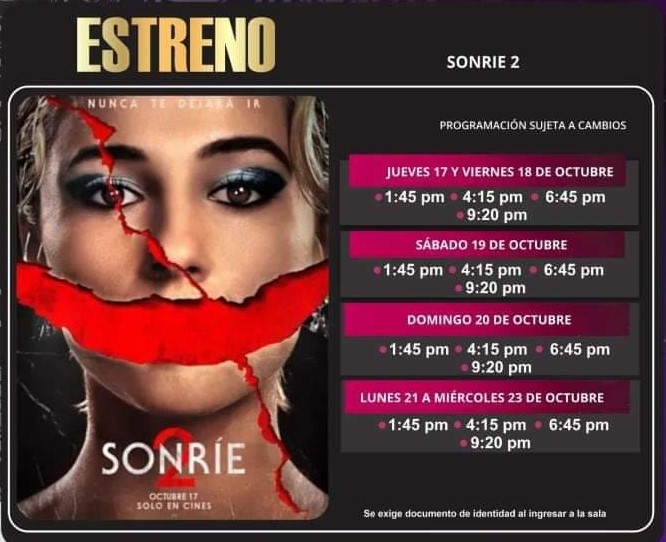 ESTRENO
SONRIE 2
NUNCA TE DEJARÁ IR
SONRÍE
2
OCTUBRE 17
SOLO EN CINES
PROGRAMACIÓN SUJETA A CAMBIOS
JUEVES 17 Y VIERNES 18 DE OCTUBRE
• 1:45 pm • 4:15 pm • 6:45 pm
• 9:20 pm
SÁBADO 19 DE OCTUBRE
• 1:45 pm • 4:15 pm • 6:45 pm
• 9:20 pm
DOMINGO 20 DE OCTUBRE
• 1:45 pm • 4:15 pm • 6:45 pm
• 9:20 pm
LUNES 21 A MIÉRCOLES 23 DE OCTUBRE
• 1:45 pm • 4:15 pm • 6:45 pm
• 9:20 pm
Se exige documento de identidad al ingresar a la sala